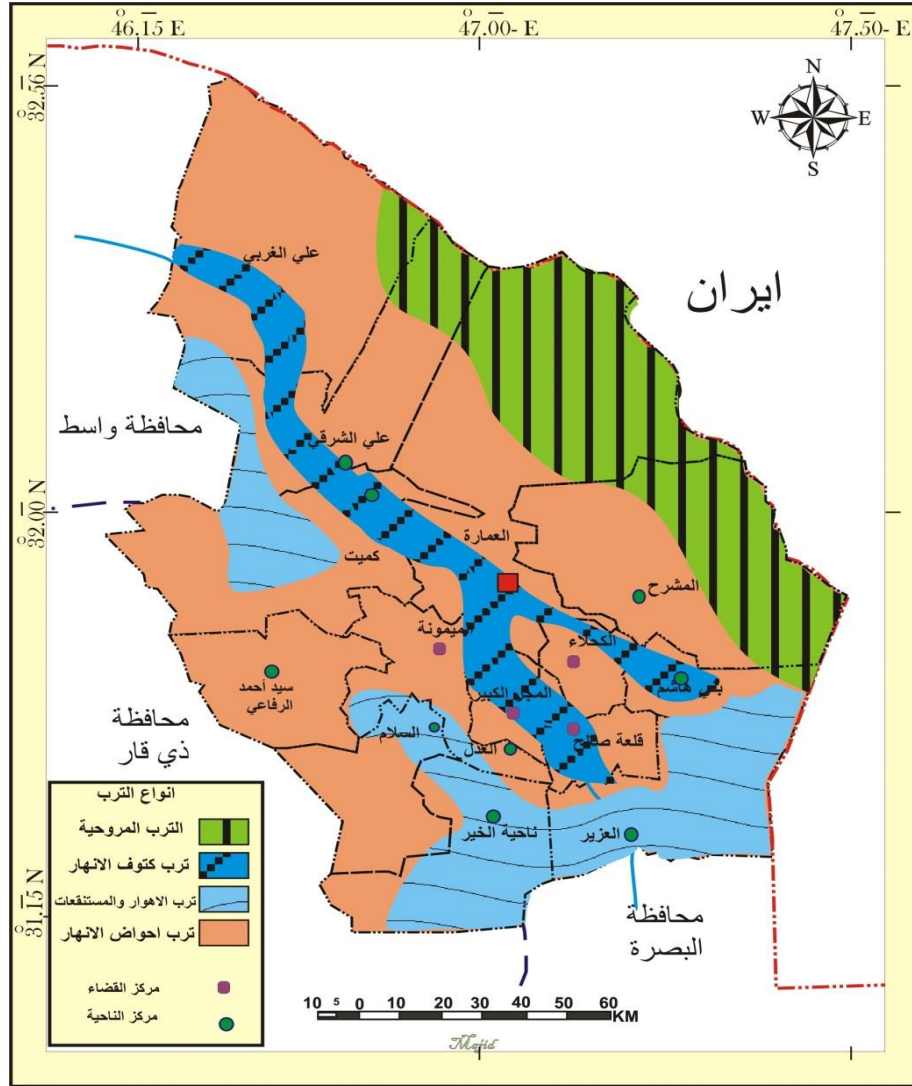 46.15 E
47.00- E
47.50- E
32.56 N
32.00 N
31.15 N
N
W
E
S
ايران
علي الغربي
محافظة واسط
علي الشرقي
العمارة
كميت
المشرح
الميمونة
الكحلاء
بني هاشم
سيد أحمد
الرفاعي
المجر الكبير
قلعة صالح
السلام
العدل
محافظة
ذي قار
ناحية الخير
العزير
محافظة
البصرة
انواع الترب
الترب المروحية
ترب كتوف الانهار
ترب الاهوار والمستنقعات
ترب احواض الانهار
مركز القضاء
مركز الناحية
10 5 0 10 20 30 40 50 60
KM
Majid